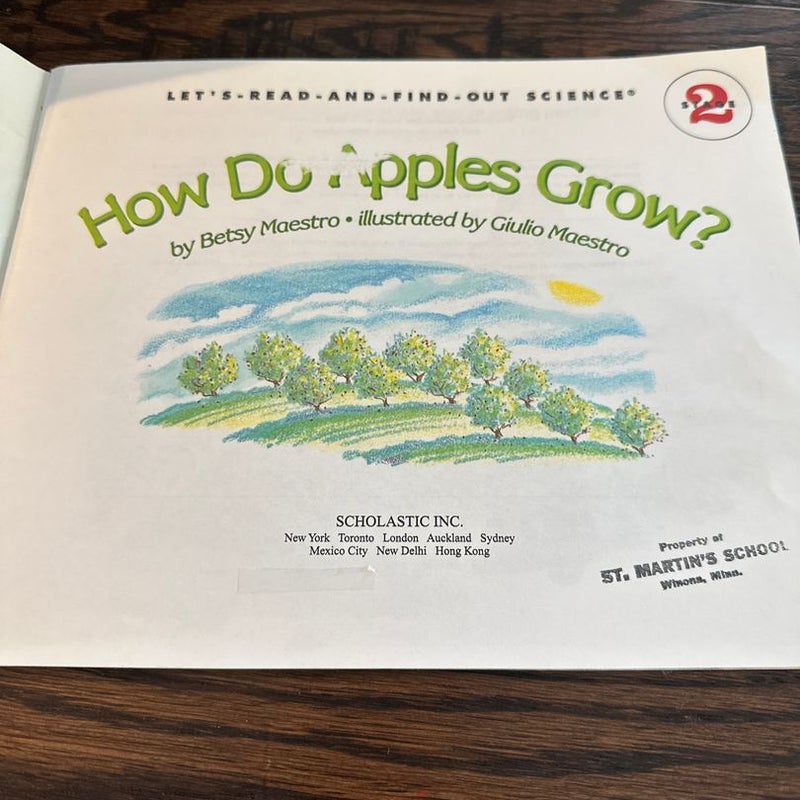 LET'S-READ-AND-FIND-OUT SCIENCE®
STAGE 2
How Do Apples Grow?
by Betsy Maestro • illustrated by Giulio Maestro
SCHOLASTIC INC.
New York Toronto London Auckland Sydney
Mexico City New Delhi Hong Kong
Property of
ST. MARTIN'S SCHOOL
Winona, Minn.